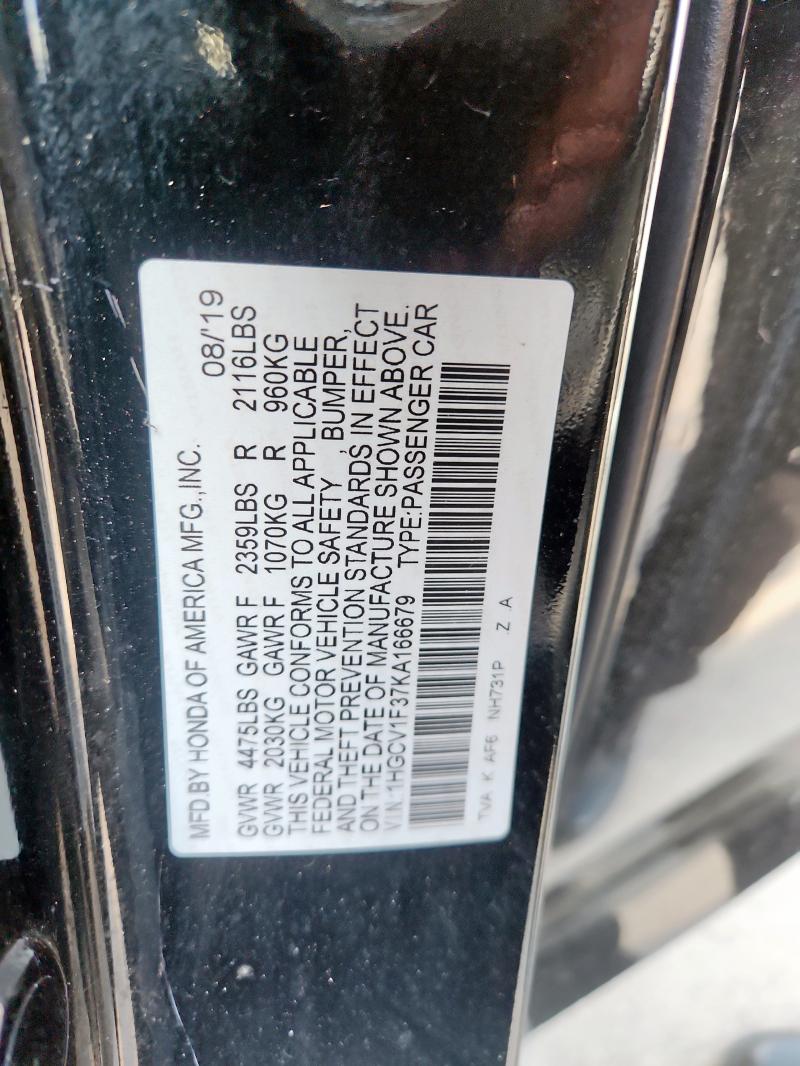 MFD.BY HONDA OF AMERICA MFG.,INC. 08/'19
GVWR 4475LBS GAWR F 2359LBS R 2116LBS
GVWR 2030KG GAWR F 1070KG R 960KG
THIS VEHICLE CONFORMS TO ALL APPLICABLE
FEDERAL MOTOR VEHICLE SAFETY , BUMPER,
AND THEFT PREVENTION STANDARDS IN EFFECT
ON THE DATE OF MANUFACTURE SHOWN ABOVE.
V.I.N:1HGCV1F37KA166679 TYPE:PASSENGER CAR
TVA K AF6 NH731P Z A